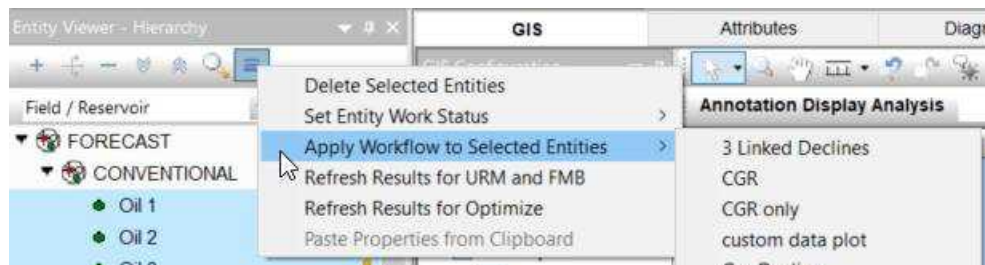 Entity Viewer - Hierarchy
GIS
Attributes
Field / Reservoir
FORECAST
CONVENTIONAL
Oil 1
Oil 2
Delete Selected Entities
Set Entity Work Status
Apply Workflow to Selected Entities
Refresh Results for URM and FMB
Refresh Results for Optimize
Paste Properties from Clipboard
Annotation Display Analysis
3 Linked Declines
CGR
CGR only
custom data plot